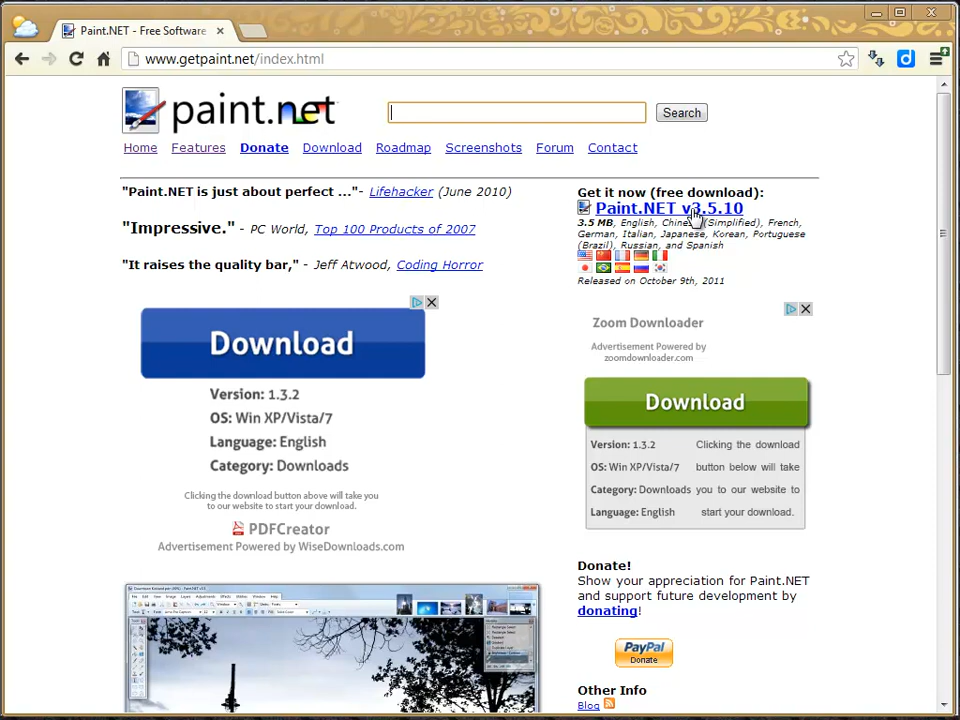 Paint.NET - Free Software
www.getpaint.net/index.html
paint.net
Search
Home Features Donate Download Roadmap Screenshots Forum Contact
"Paint.NET is just about perfect ..."- Lifehacker (June 2010)
"Impressive." - PC World, Top 100 Products of 2007
"It raises the quality bar," - Jeff Atwood, Coding Horror
Get it now (free download):
Paint.NET v3.5.10
3.5 MB, English, Chinese (Simplified), French,
German, Italian, Japanese, Korean, Portuguese
(Brazil), Russian, and Spanish
Released on October 9th, 2011
Download
Version: 1.3.2
OS: Win XP/Vista/7
Language: English
Category: Downloads
Clicking the download button above will take you
to our website to start your download.
PDFCreator
Advertisement Powered by WiseDownloads.com
Zoom Downloader
Advertisement Powered by
zoomdownloader.com
Download
Version: 1.3.2
OS: Win XP/Vista/7
Category: Downloads
Language: English
Clicking the download
button below will take
you to our website to
start your download.
Donate!
Show your appreciation for Paint.NET
and support future development by
donating!
PayPal
Donate
Other Info
Blog